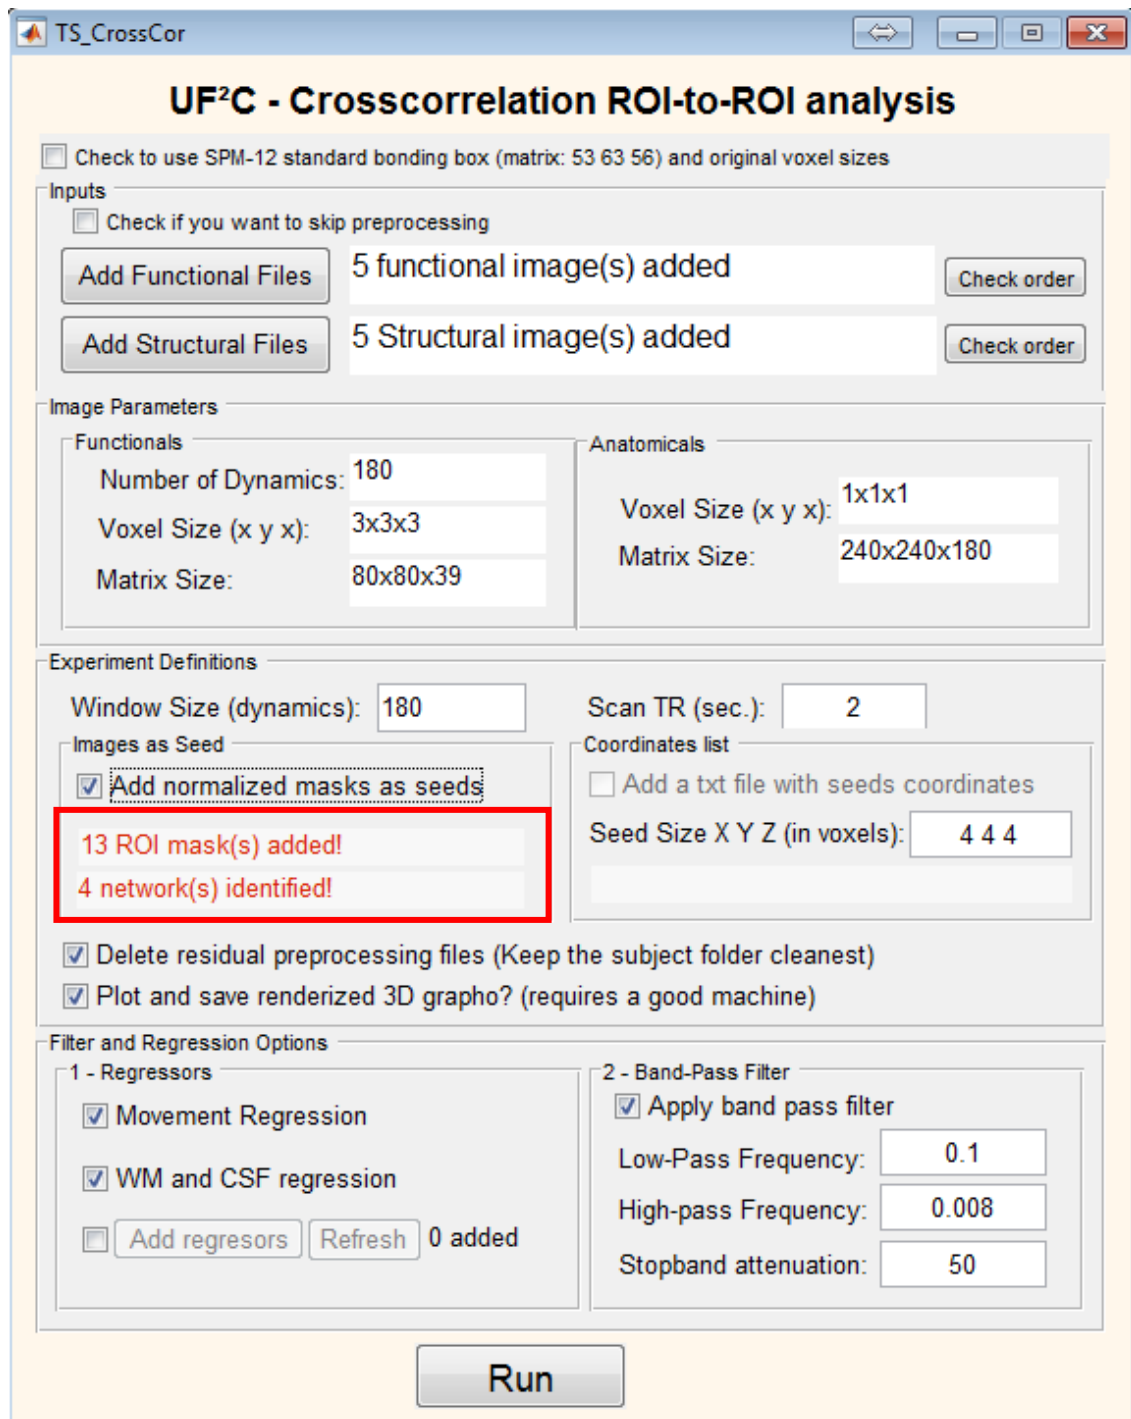 TS_CrossCor
UF²C - Crosscorrelation ROI-to-ROI analysis
Check to use SPM-12 standard bonding box (matrix: 53 63 56) and original voxel sizes
Inputs
Check if you want to skip preprocessing
Add Functional Files 5 functional image(s) added Check order
Add Structural Files 5 Structural image(s) added Check order
Image Parameters
Functionals
Number of Dynamics: 180
Voxel Size (x y x): 3x3x3
Matrix Size: 80x80x39
Anatomicals
Voxel Size (x y x): 1x1x1
Matrix Size: 240x240x180
Experiment Definitions
Window Size (dynamics): 180 Scan TR (sec.): 2
Images as Seed
Add normalized masks as seeds
13 ROI mask(s) added!
4 network(s) identified!
Coordinates list
Add a txt file with seeds coordinates
Seed Size X Y Z (in voxels): 4 4 4
Delete residual preprocessing files (Keep the subject folder cleanest)
Plot and save renderized 3D grapho? (requires a good machine)
Filter and Regression Options
1 - Regressors
Movement Regression
WM and CSF regression
Add regresors Refresh 0 added
2 - Band-Pass Filter
Apply band pass filter
Low-Pass Frequency: 0.1
High-pass Frequency: 0.008
Stopband attenuation: 50
Run